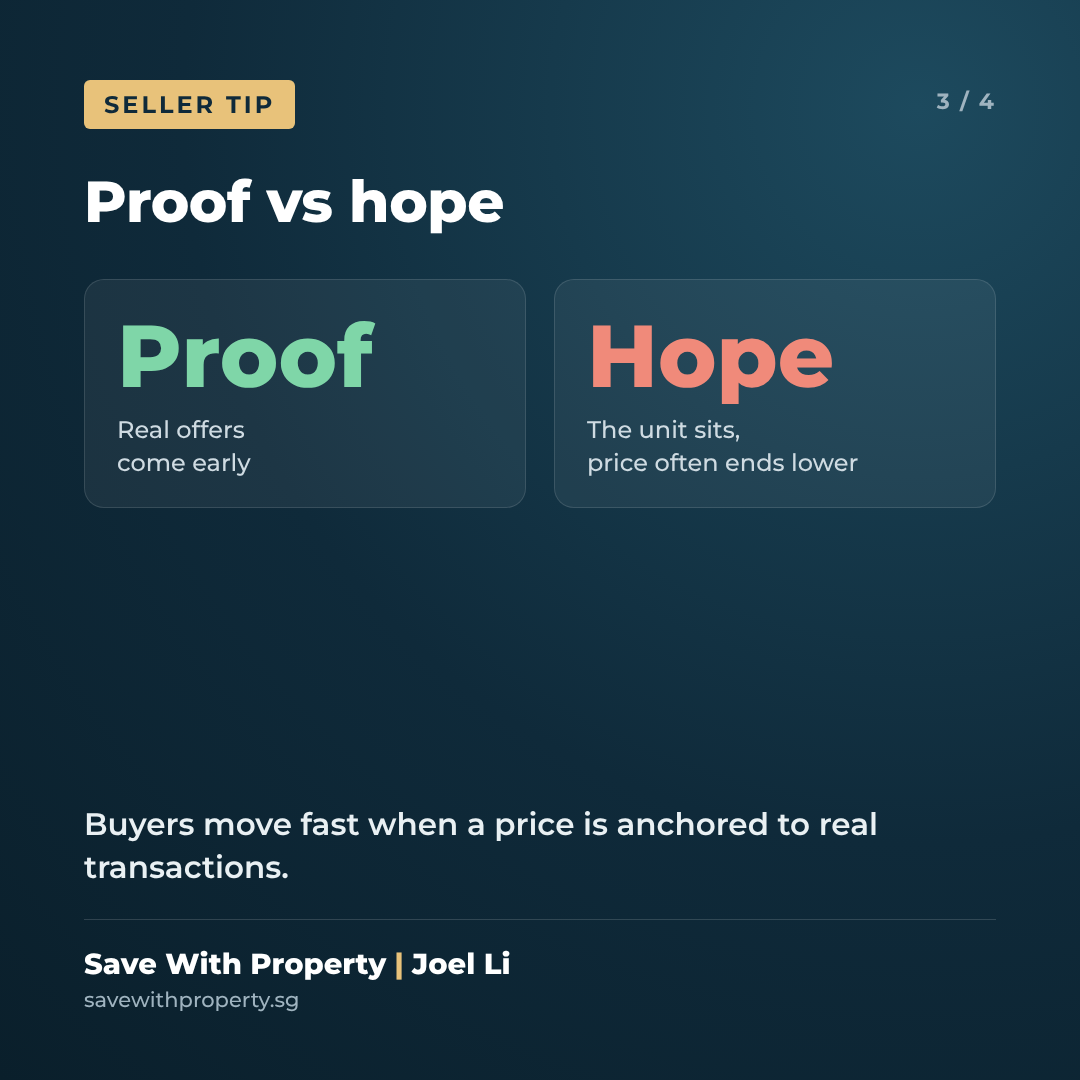 SELLER TIP
3 / 4
Proof vs hope
Proof
Real offers
come early
Hope
The unit sits,
price often ends lower
Buyers move fast when a price is anchored to real
transactions.
Save With Property | Joel Li
savewithproperty.sg